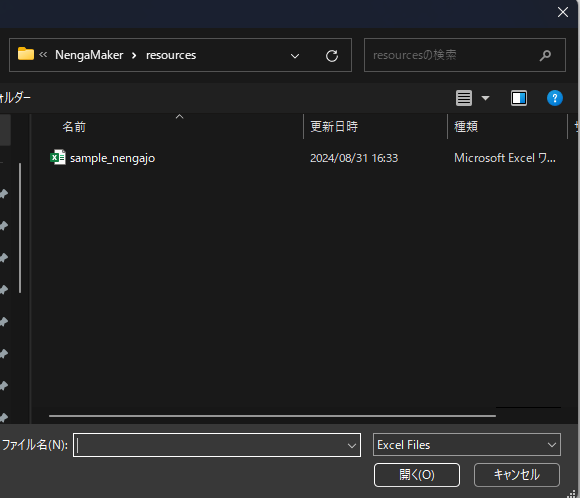 NengaMaker › resources
resourcesの検索
ォルダー
名前
更新日時
種類
sample_nengajo
2024/08/31 16:33
Microsoft Excel ワ...
ファイル名(N):
Excel Files
開く(O)
キャンセル